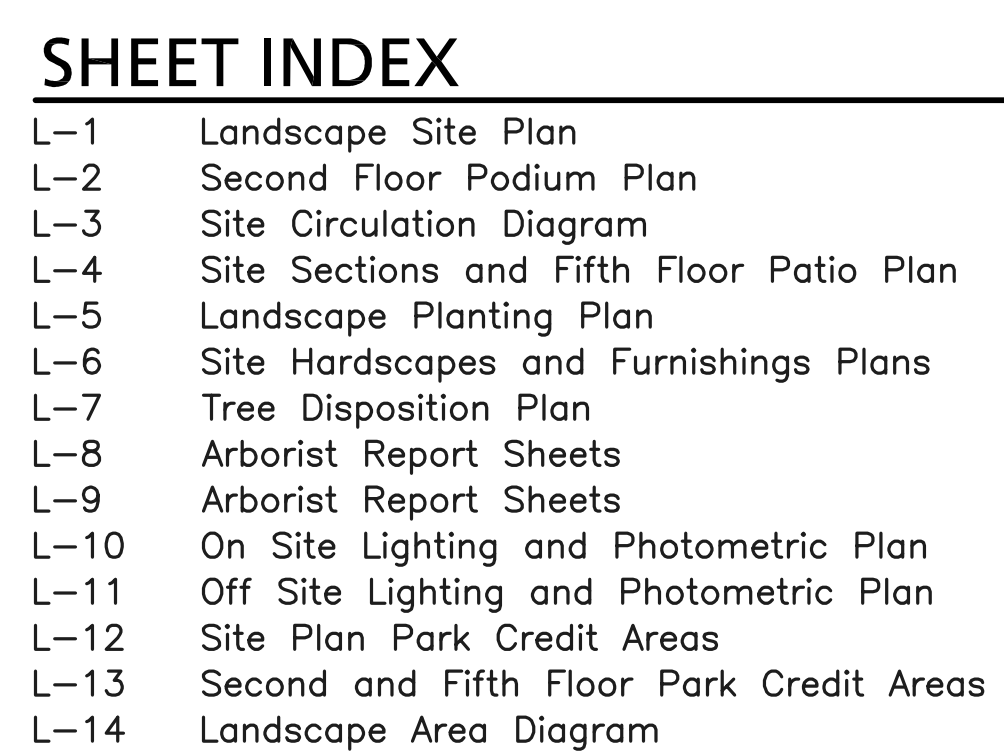 SHEET INDEX
L-1 Landscape Site Plan
L-2 Second Floor Podium Plan
L-3 Site Circulation Diagram
L-4 Site Sections and Fifth Floor Patio Plan
L-5 Landscape Planting Plan
L-6 Site Hardscapes and Furnishings Plans
L-7 Tree Disposition Plan
L-8 Arborist Report Sheets
L-9 Arborist Report Sheets
L-10 On Site Lighting and Photometric Plan
L-11 Off Site Lighting and Photometric Plan
L-12 Site Plan Park Credit Areas
L-13 Second and Fifth Floor Park Credit Areas
L-14 Landscape Area Diagram